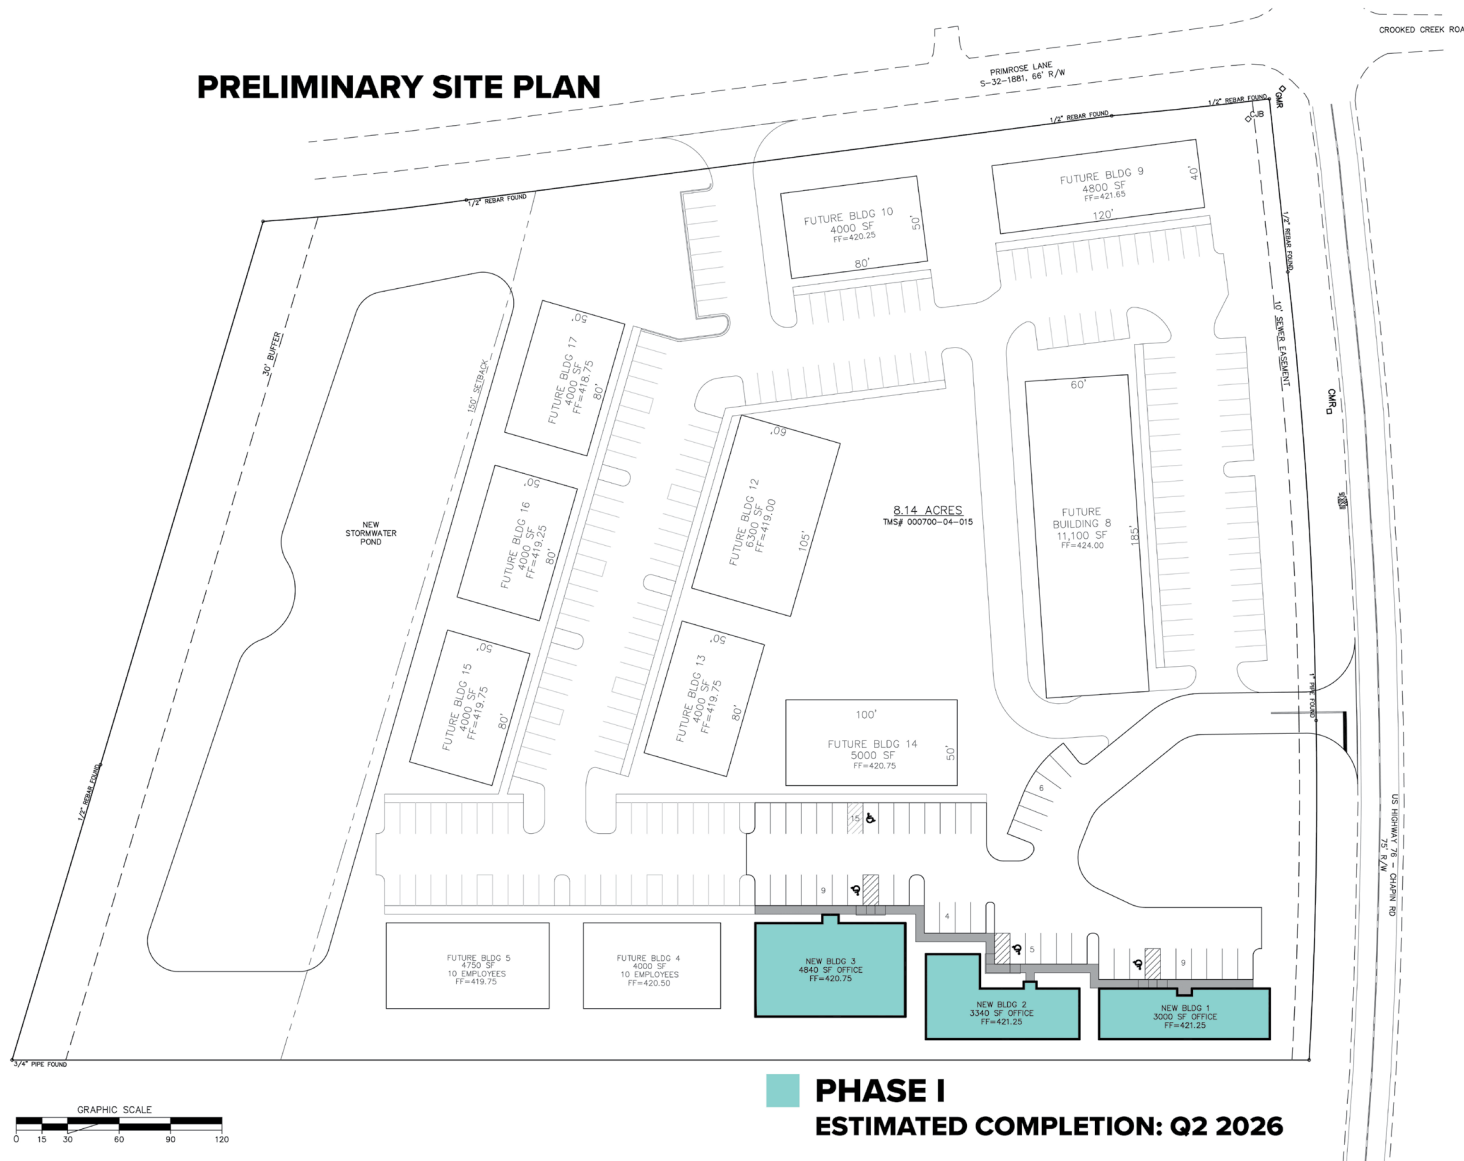 CROOKED CREEK ROA
PRIMROSE LANE
S-32-1881, 66' R/W
PRELIMINARY SITE PLAN
1/2" REBAR FOUND
1/2" REBAR FOUND
GMR
CJB
1/2" REBAR FOUND
FUTURE BLDG 9
4800 SF
FF=421.65
40'
120'
FUTURE BLDG 10
4000 SF
FF=420.25
50'
80'
1/2" REBAR FOUND
10' SEWER EASEMENT
30' BUFFER
150' SETBACK
50'
FUTURE BLDG 17
4000 SF
FF=418.75
80'
60'
CMR
60'
FUTURE BLDG 12
6300 SF
FF=419.00
105'
50'
FUTURE BLDG 16
4000 SF
FF=419.25
80'
8.14 ACRES
TMS# 000700-04-015
FUTURE
BUILDING 8
11,100 SF
FF=424.00
185'
NEW
STORMWATER
POND
50'
FUTURE BLDG 15
4000 SF
FF=419.75
80'
50'
FUTURE BLDG 13
4000 SF
FF=419.75
80'
100'
FUTURE BLDG 14
5000 SF
FF=420.75
50'
1" PIPE FOUND
1/2" REBAR FOUND
6
15
US HIGHWAY 76 - CHAPIN RD
75' R/W
9
4
5
9
FUTURE BLDG 5
4750 SF
10 EMPLOYEES
FF=419.75
FUTURE BLDG 4
4000 SF
10 EMPLOYEES
FF=420.50
NEW BLDG 3
4840 SF OFFICE
FF=420.75
NEW BLDG 2
3340 SF OFFICE
FF=421.25
NEW BLDG 1
3000 SF OFFICE
FF=421.25
3/4" PIPE FOUND
PHASE I
ESTIMATED COMPLETION: Q2 2026
GRAPHIC SCALE
0 15 30 60 90 120